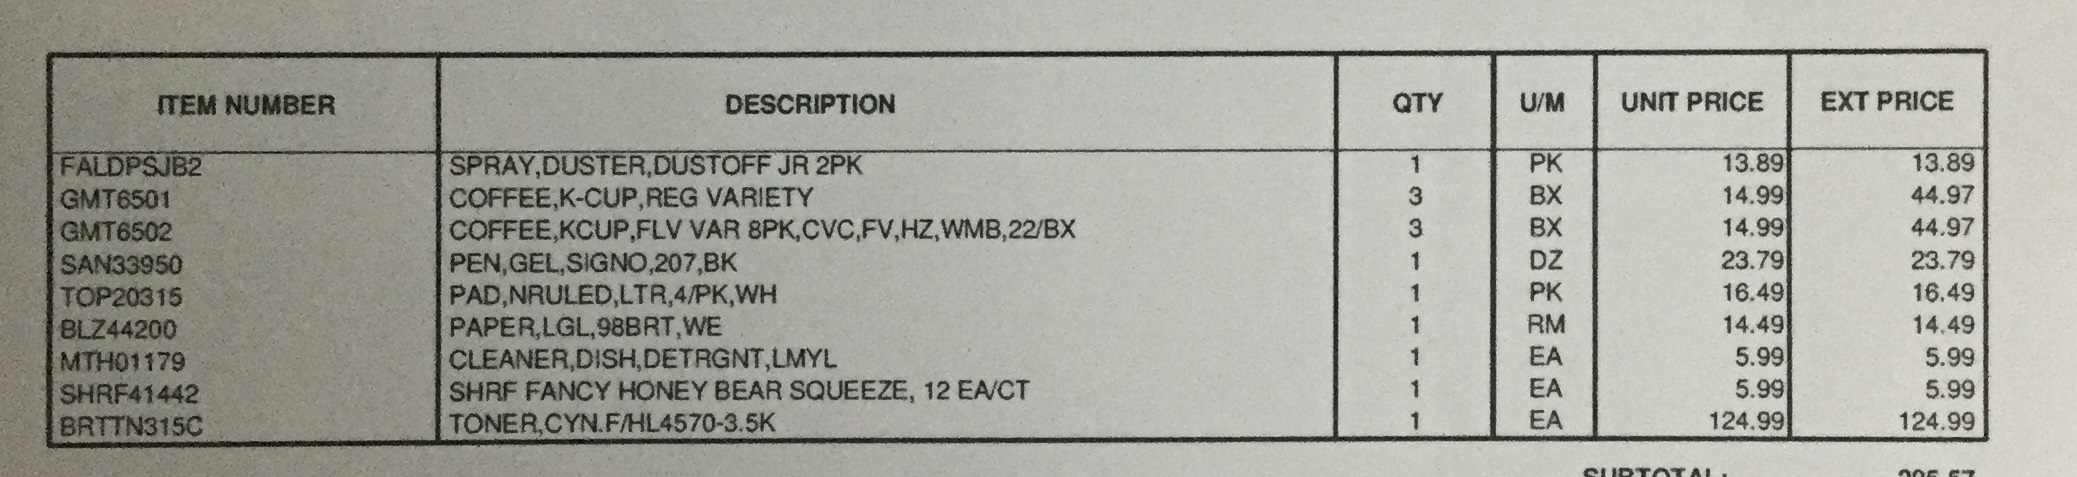 ITEM NUMBER DESCRIPTION QTY U/M UNIT PRICE EXT PRICE
FALDPSJB2 SPRAY,DUSTER,DUSTOFF JR 2PK 1 PK 13.89 13.89
GMT6501 COFFEE,K-CUP,REG VARIETY 3 BX 14.99 44.97
GMT6502 COFFEE,KCUP,FLV VAR 8PK,CVC,FV,HZ,WMB,22/BX 3 BX 14.99 44.97
SAN33950 PEN,GEL,SIGNO,207,BK 1 DZ 23.79 23.79
TOP20315 PAD,NRULED,LTR,4/PK,WH 1 PK 16.49 16.49
BLZ44200 PAPER,LGL,98BRT,WE 1 RM 14.49 14.49
MTH01179 CLEANER,DISH,DETRGNT,LMYL 1 EA 5.99 5.99
SHRF41442 SHRF FANCY HONEY BEAR SQUEEZE, 12 EA/CT 1 EA 5.99 5.99
BRTTN315C TONER,CYN.F/HL4570-3.5K 1 EA 124.99 124.99
SUBTOTAL: 295.57